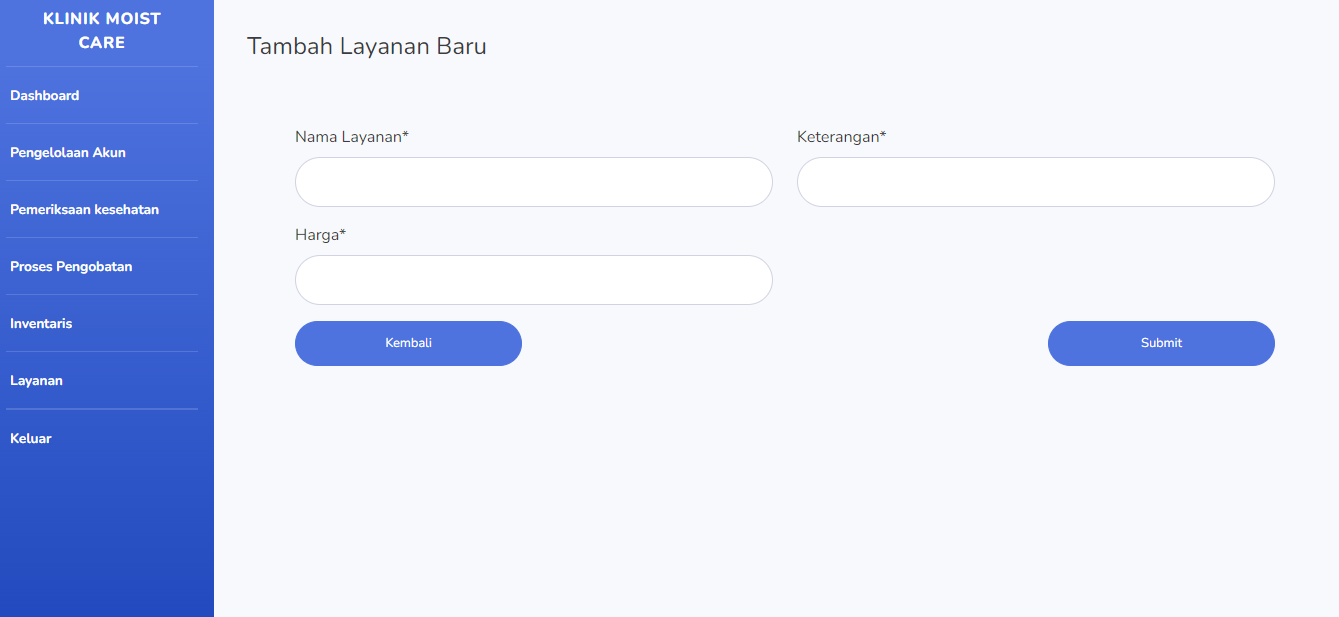 KLINIK MOIST
CARE
Dashboard
Pengelolaan Akun
Pemeriksaan kesehatan
Proses Pengobatan
Inventaris
Layanan
Keluar
Tambah Layanan Baru
Nama Layanan*
Keterangan*
Harga*
Kembali
Submit